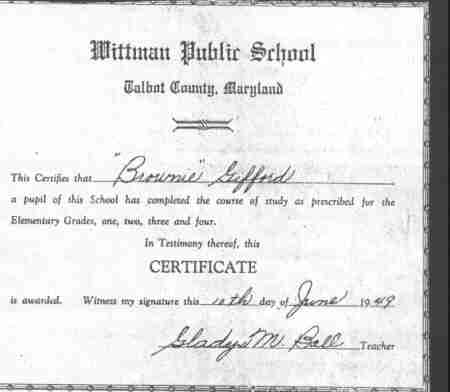 Wittman Public School
Talbot County, Maryland
This Certifies that "Brownie" Gifford
a pupil of this School has completed the course of study as prescribed for the
Elementary Grades, one, two, three and four.
In Testimony thereof, this
CERTIFICATE
is awarded. Witness my signature this 10th day of June 1949
Gladys M. Ball Teacher